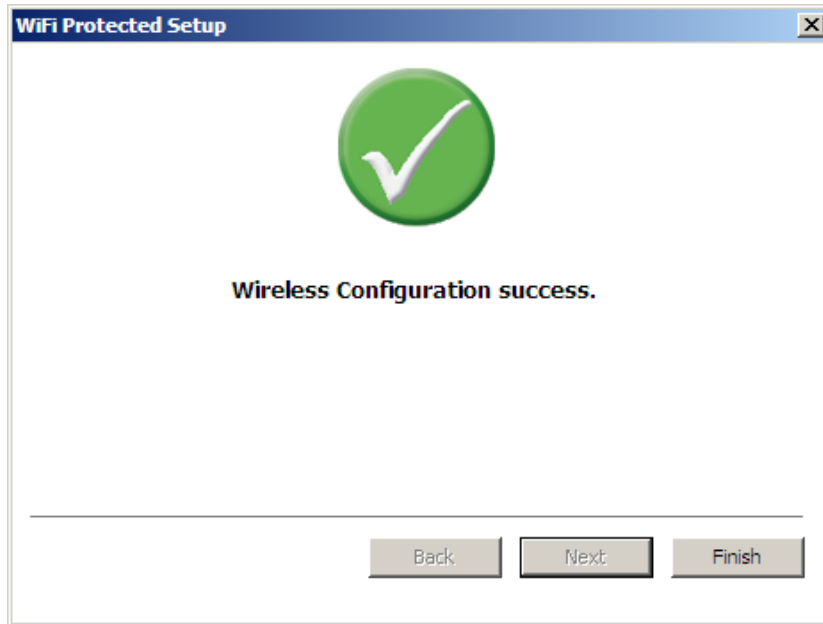 WiFi Protected Setup
Wireless Configuration success.
Back Next Finish